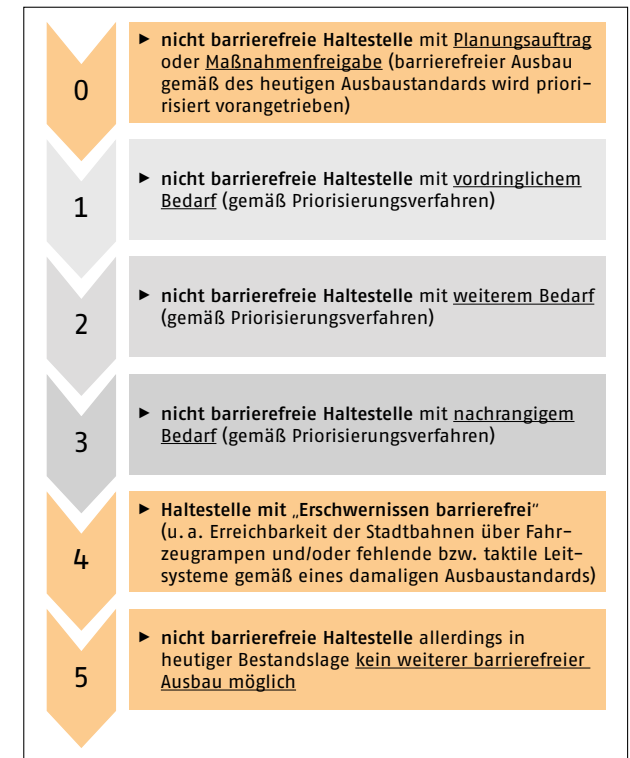 0
► nicht barrierefreie Haltestelle mit Planungsauftrag
oder Maßnahmenfreigabe (barrierefreier Ausbau
gemäß des heutigen Ausbaustandards wird priori-
risiert vorangetrieben)
1
► nicht barrierefreie Haltestelle mit vordringlichem
Bedarf (gemäß Priorisierungsverfahren)
2
► nicht barrierefreie Haltestelle mit weiterem Bedarf
(gemäß Priorisierungsverfahren)
3
► nicht barrierefreie Haltestelle mit nachrangigem
Bedarf (gemäß Priorisierungsverfahren)
4
► Haltestelle mit „Erschwernissen barrierefrei“
(u. a. Erreichbarkeit der Stadtbahnen über Fahr-
zeugrampen und/oder fehlende bzw. taktile Leit-
systeme gemäß eines damaligen Ausbaustandards)
5
► nicht barrierefreie Haltestelle allerdings in
heutiger Bestandslage kein weiterer barrierefreier
Ausbau möglich